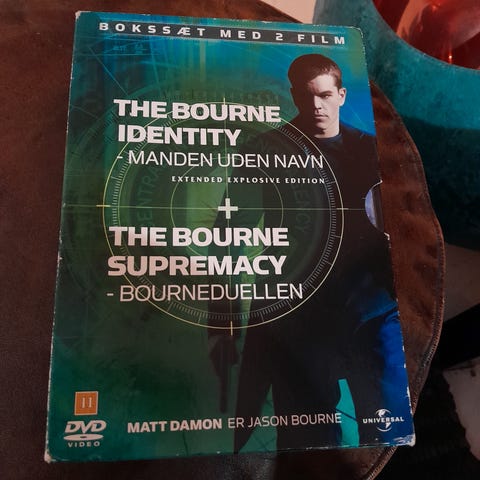 BOKSSÆT MED 2 FILM
THE BOURNE
IDENTITY
- MANDEN UDEN NAVN
EXTENDED EXPLOSIVE EDITION
+
THE BOURNE
SUPREMACY
- BOURNEDUELLEN
11
DVD
VIDEO
MATT DAMON ER JASON BOURNE
UNIVERSAL